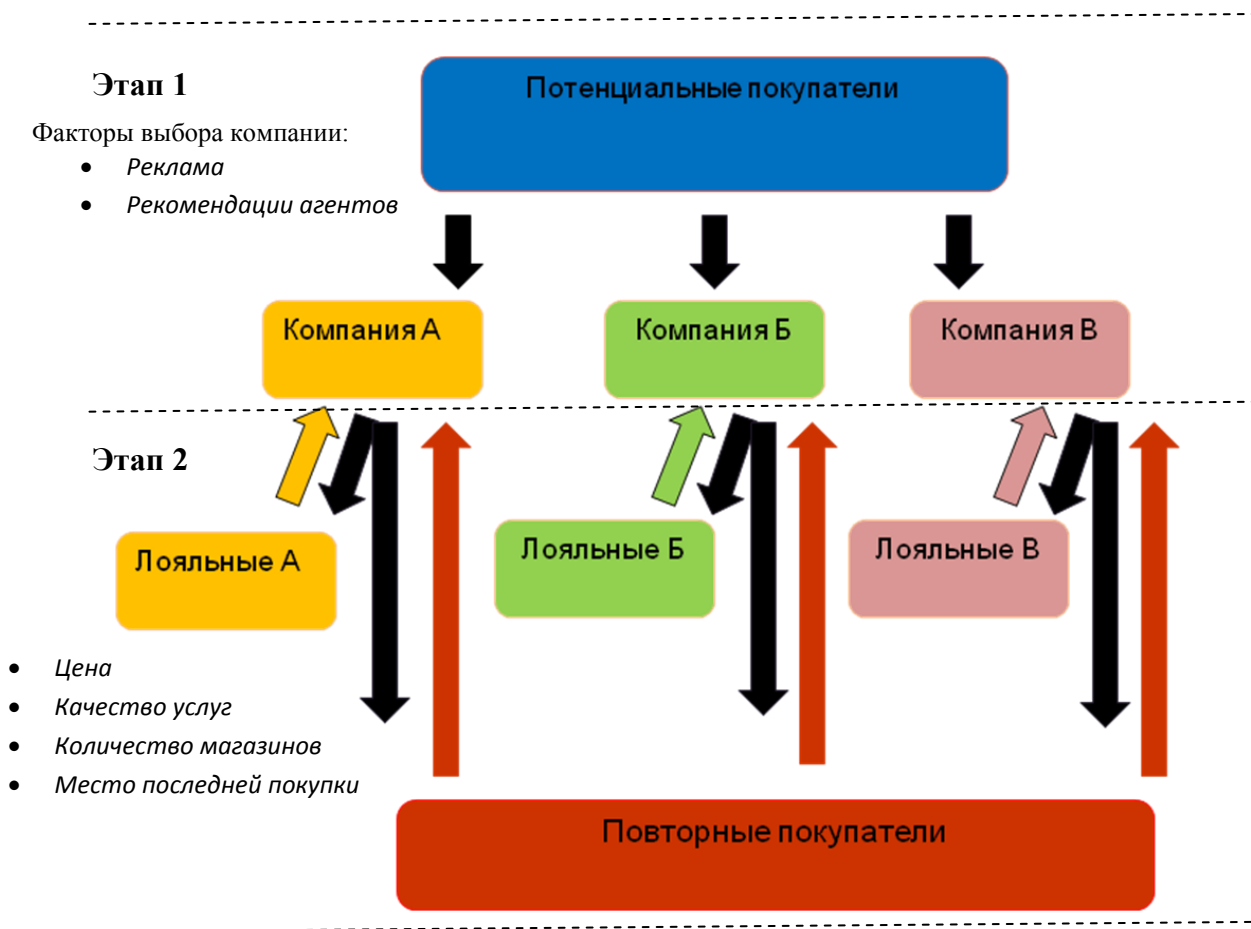 Этап 1
Потенциальные покупатели
Факторы выбора компании:
• Реклама
• Рекомендации агентов
Компания А
Компания Б
Компания В
Этап 2
Лояльные А
Лояльные Б
Лояльные В
• Цена
• Качество услуг
• Количество магазинов
• Место последней покупки
Повторные покупатели